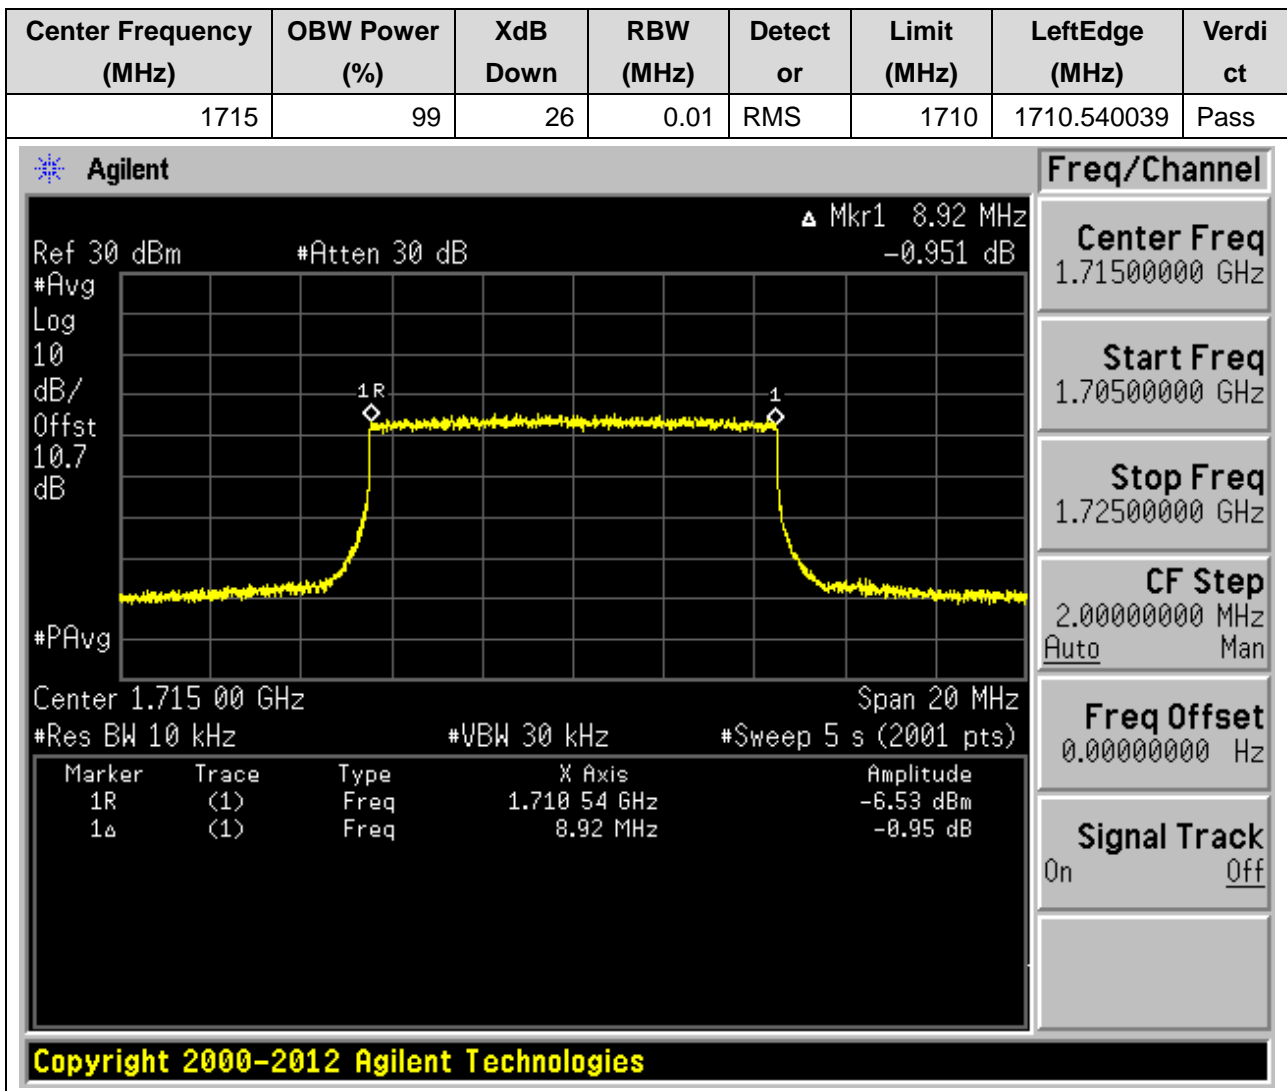 Center Frequency OBW Power XdB RBW Detect Limit LeftEdge Verdi
(MHz) (%) Down (MHz) or (MHz) (MHz) ct
1715 99 26 0.01 RMS 1710 1710.540039 Pass
Agilent
Freq/Channel
Δ Mkr1 8.92 MHz
Ref 30 dBm #Atten 30 dB -0.951 dB
#Avg
Log
10
dB/
Offst
10.7
dB
1R
1
#PAvg
Center 1.715 00 GHz Span 20 MHz
#Res BW 10 kHz #VBW 30 kHz #Sweep 5 s (2001 pts)
Marker Trace Type X Axis Amplitude
1R (1) Freq 1.710 54 GHz -6.53 dBm
1Δ (1) Freq 8.92 MHz -0.95 dB
Center Freq
1.71500000 GHz
Start Freq
1.70500000 GHz
Stop Freq
1.72500000 GHz
CF Step
2.00000000 MHz
Auto Man
Freq Offset
0.00000000 Hz
Signal Track
On Off
Copyright 2000-2012 Agilent Technologies